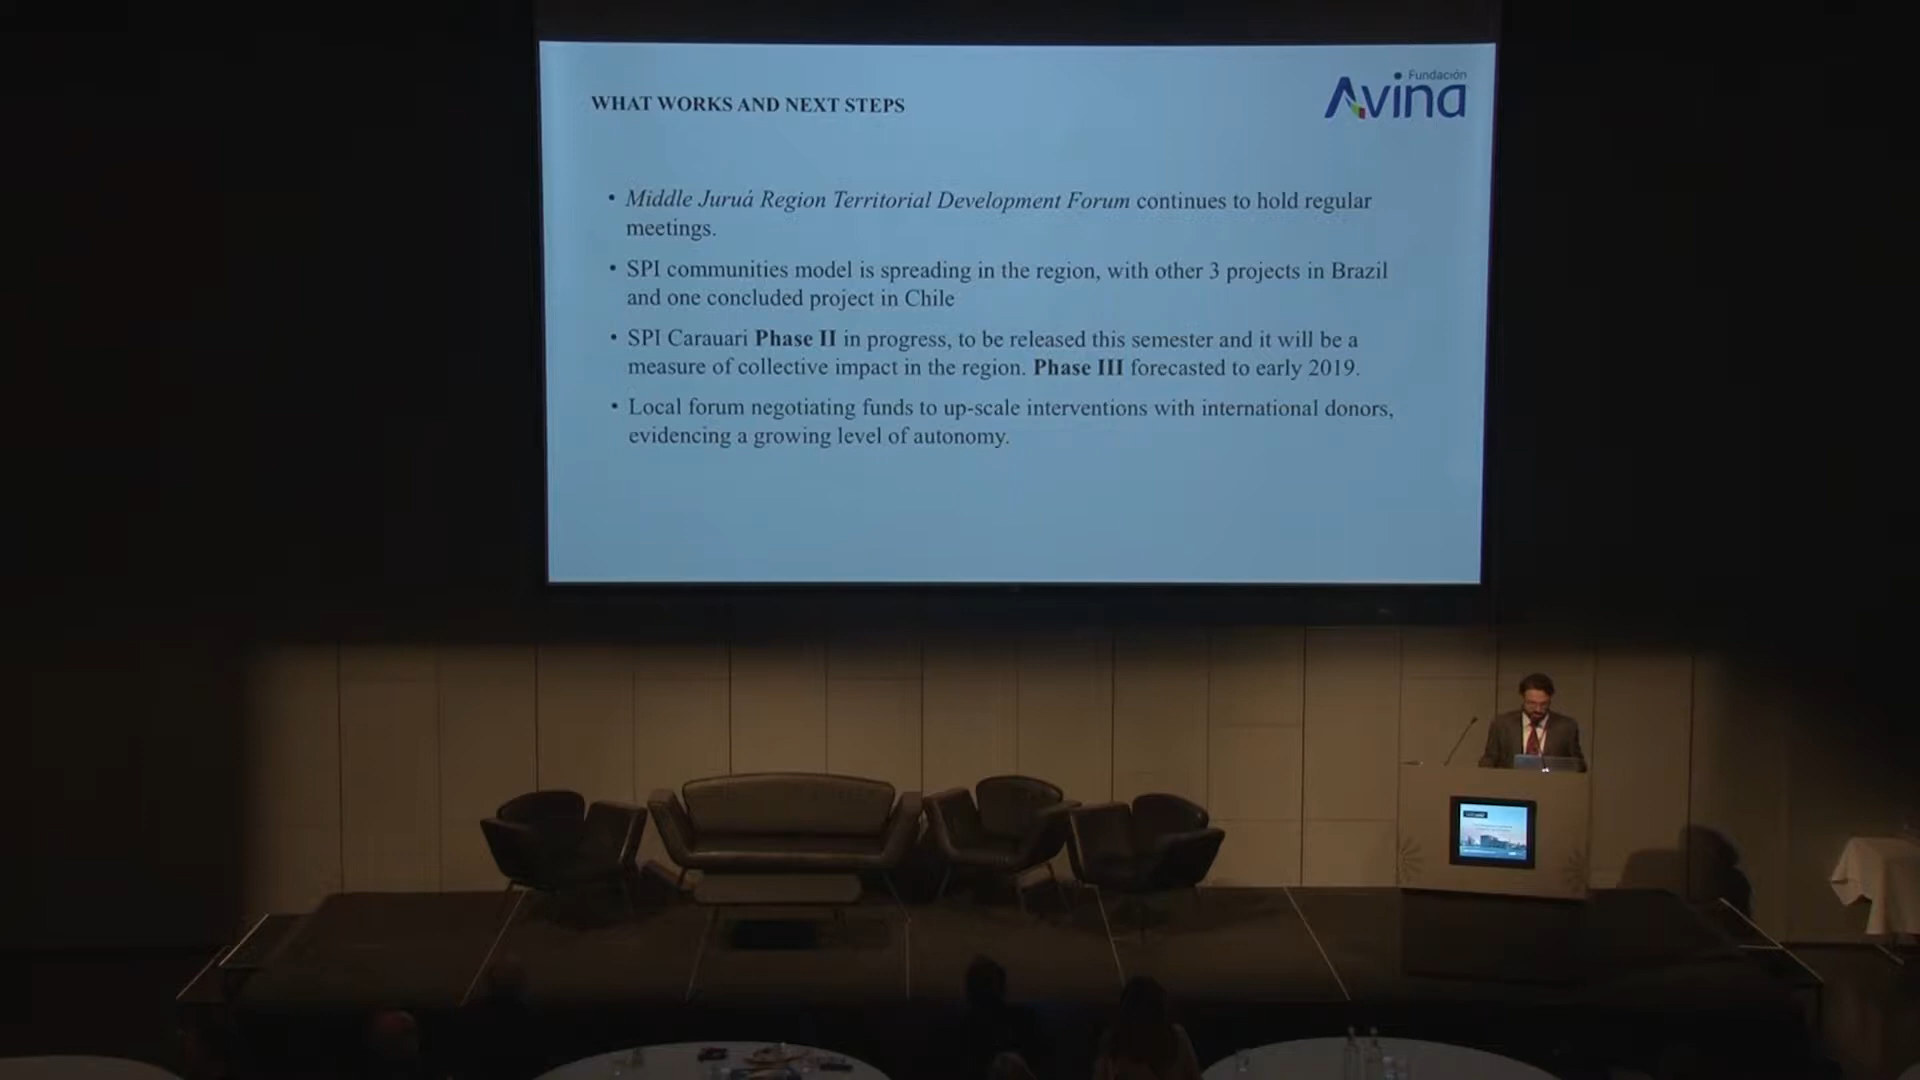 Fundación
Avina
WHAT WORKS AND NEXT STEPS
• Middle Juruá Region Territorial Development Forum continues to hold regular
meetings.
• SPI communities model is spreading in the region, with other 3 projects in Brazil
and one concluded project in Chile
• SPI Carauari Phase II in progress, to be released this semester and it will be a
measure of collective impact in the region. Phase III forecasted to early 2019.
• Local forum negotiating funds to up-scale interventions with international donors,
evidencing a growing level of autonomy.